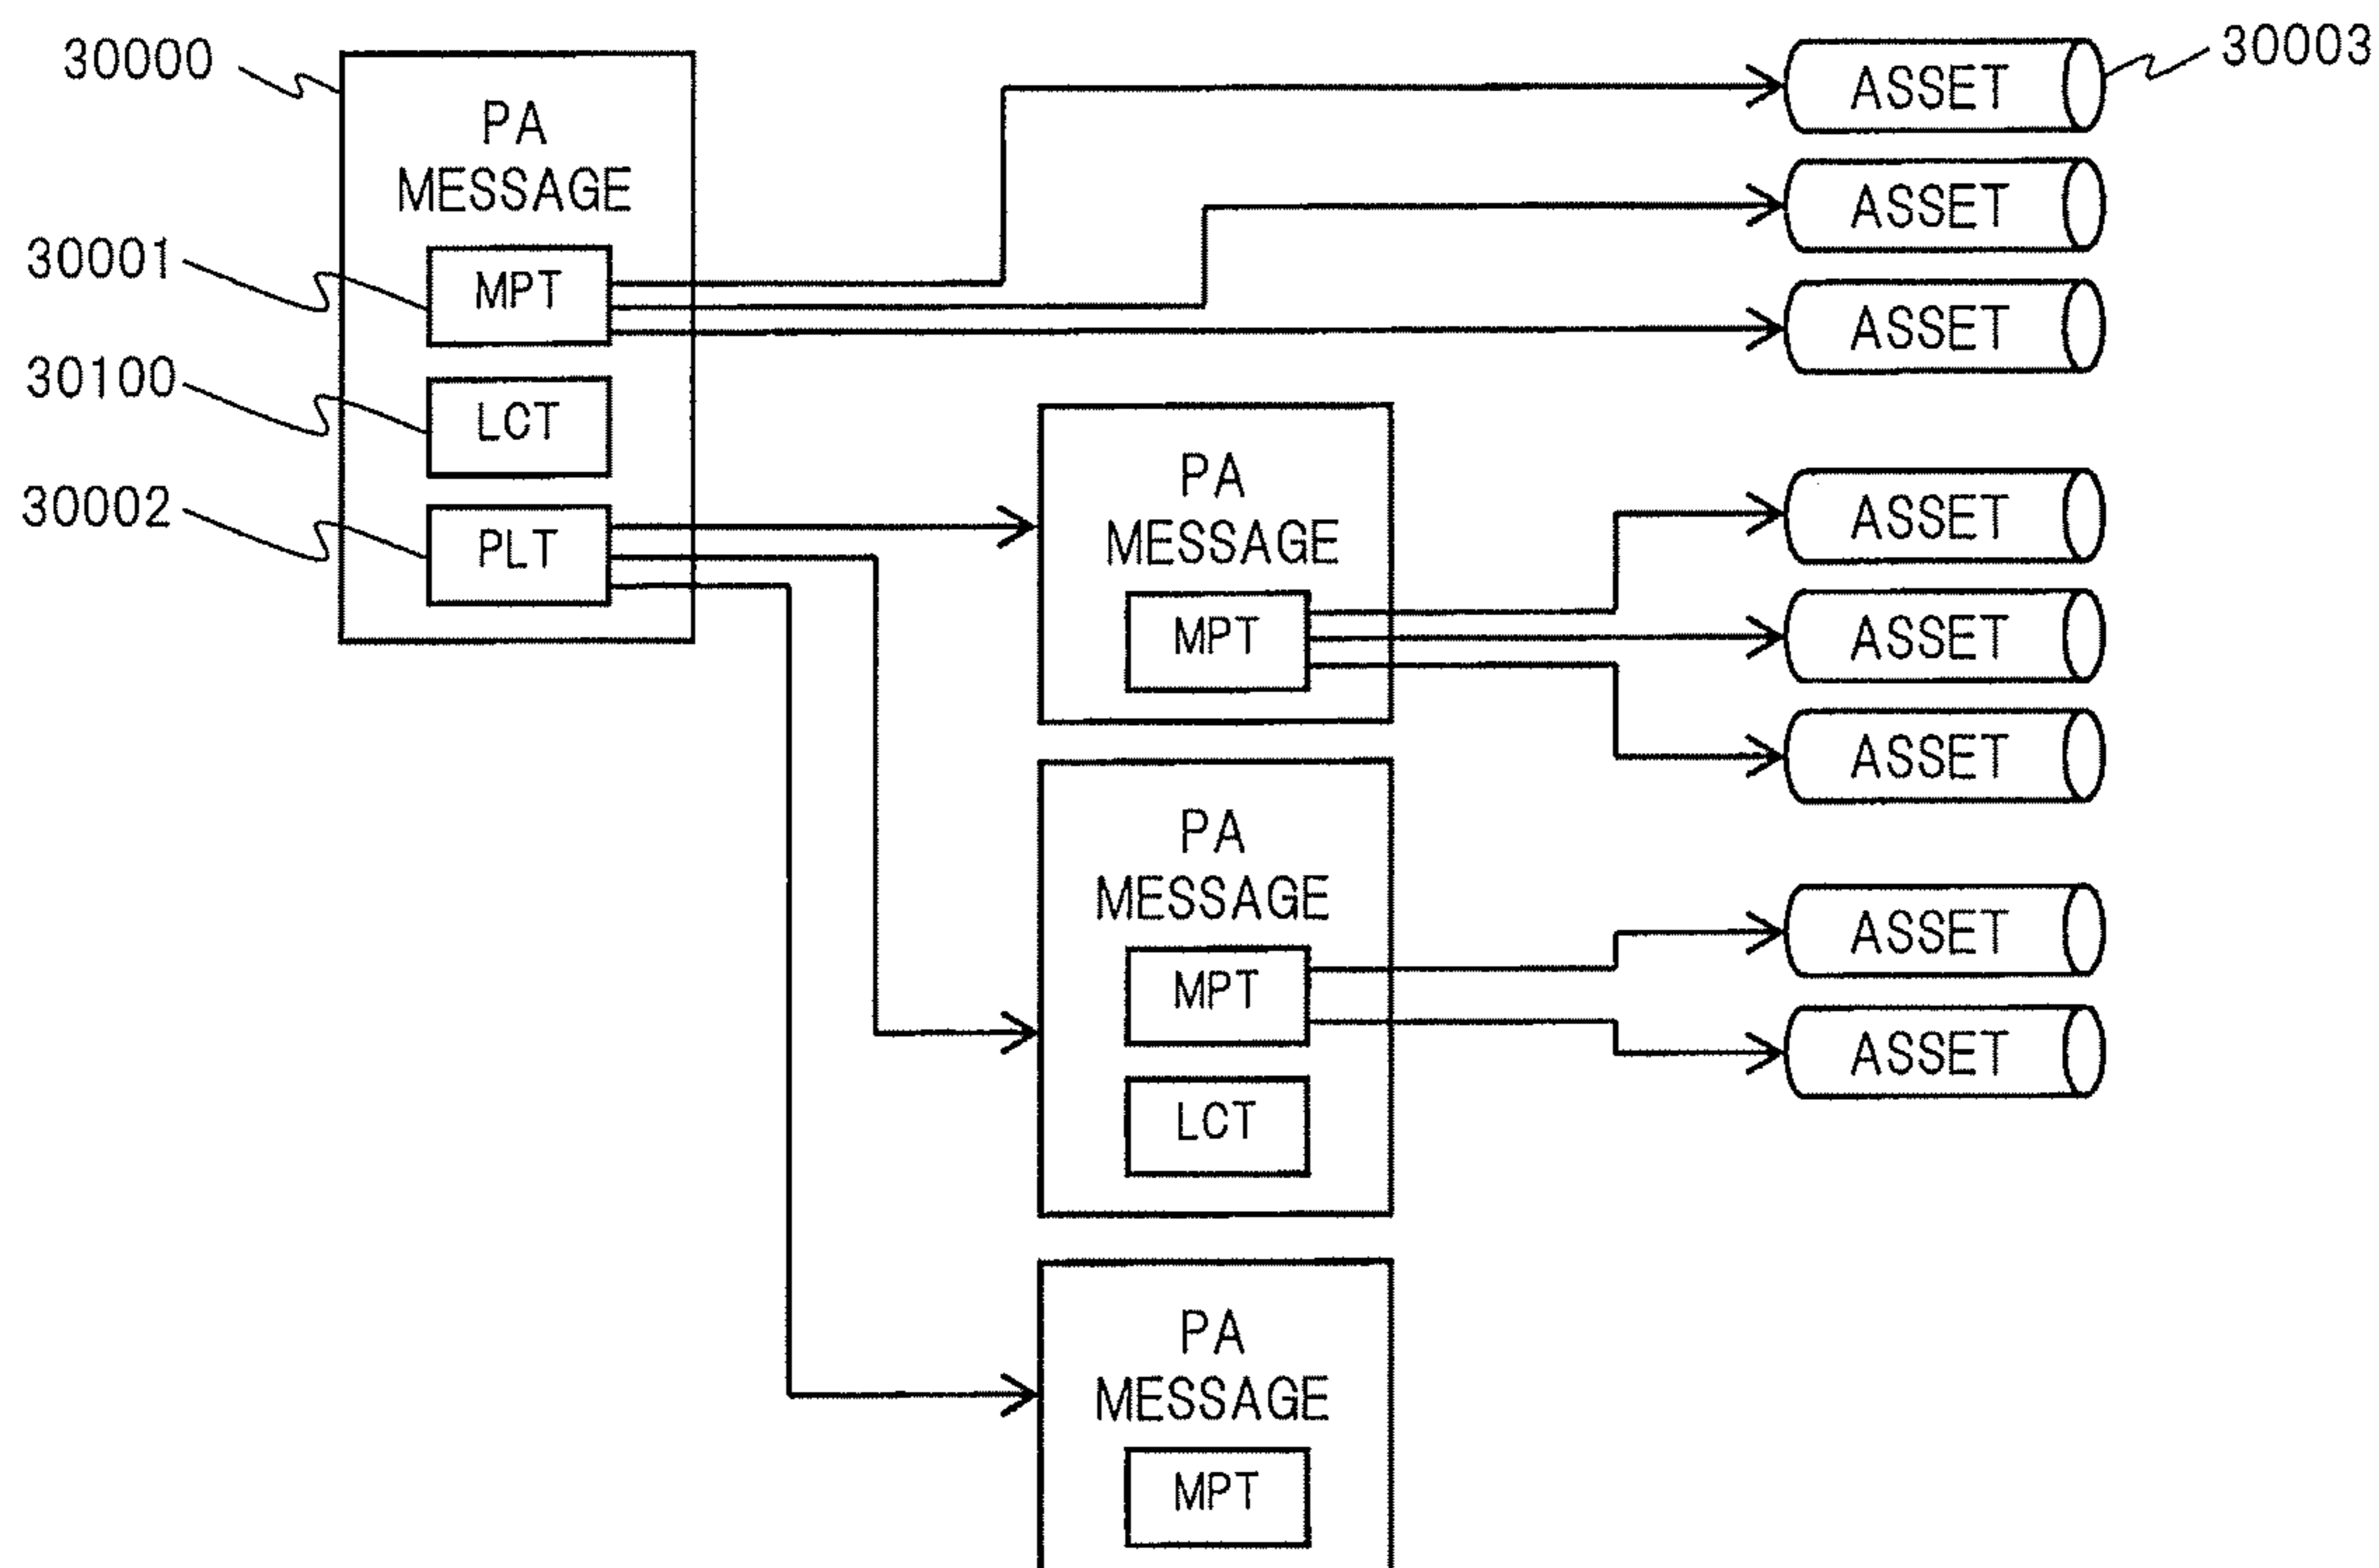 30000
PA
MESSAGE
30001
MPT
30100
LCT
30002
PLT
ASSET
30003
ASSET
ASSET
PA
MESSAGE
MPT
ASSET
ASSET
ASSET
PA
MESSAGE
MPT
LCT
ASSET
ASSET
PA
MESSAGE
MPT